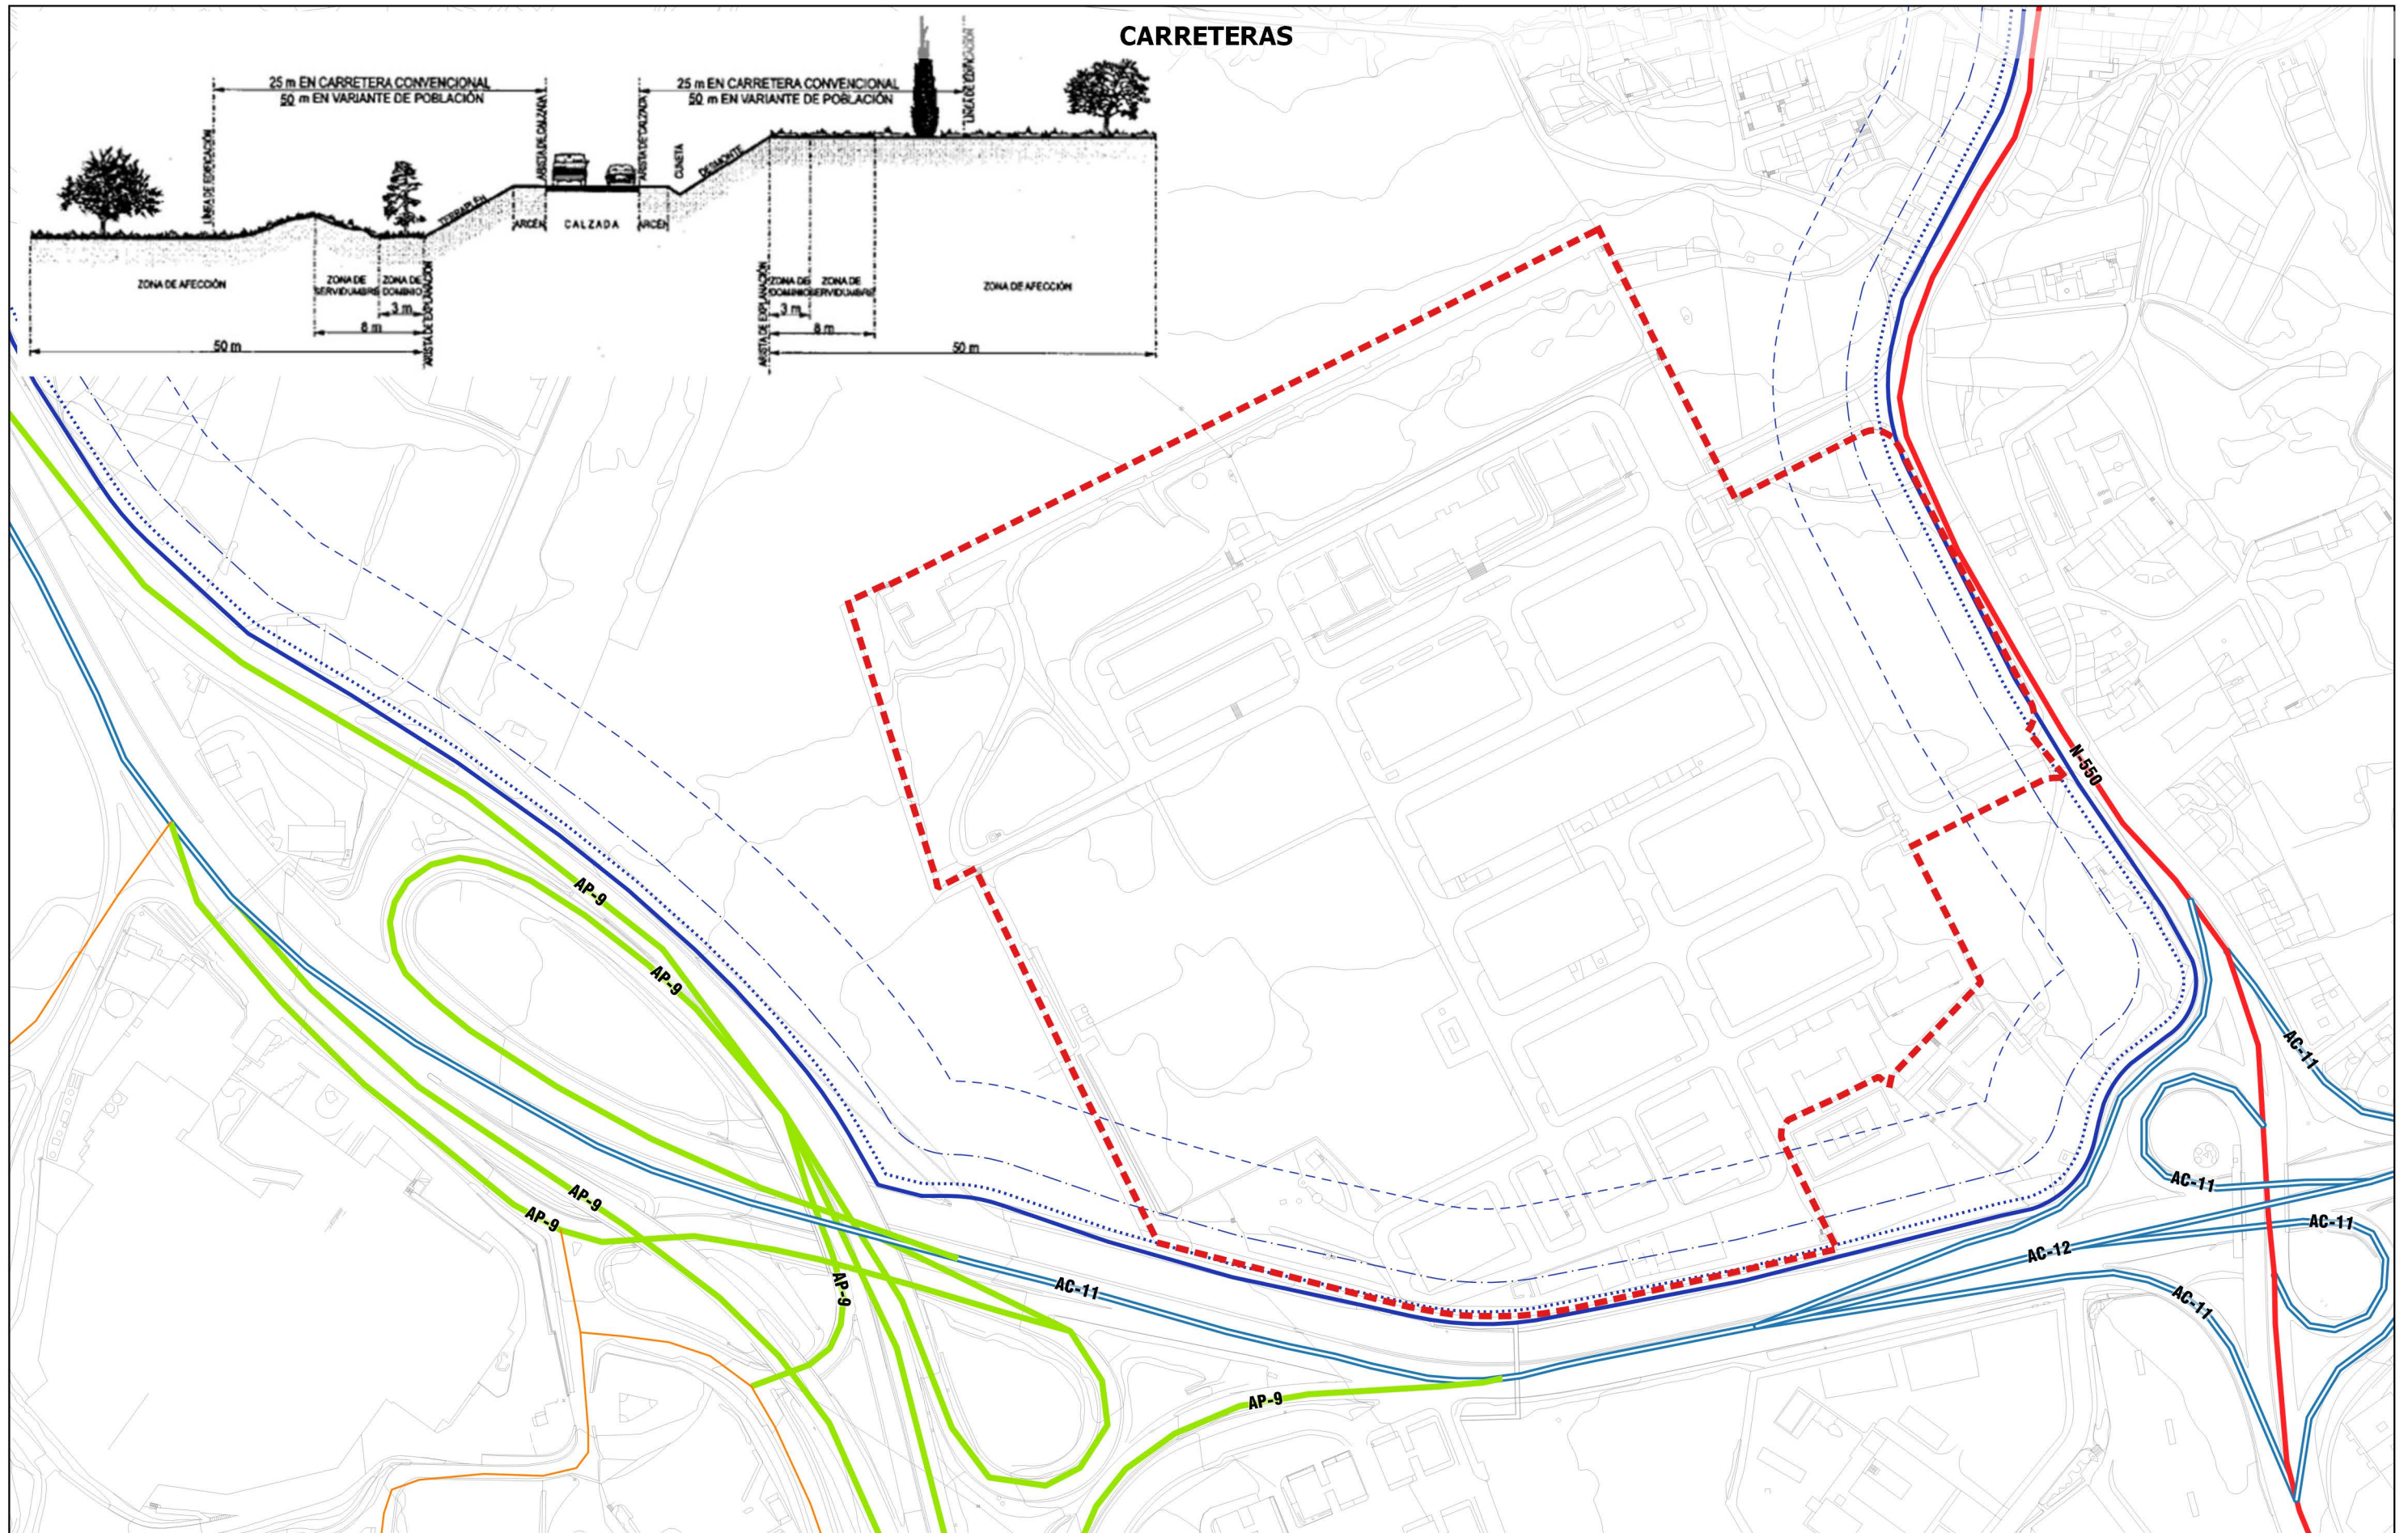 CARRETERAS
25 m EN CARRETERA CONVENCIONAL
50 m EN VARIANTE DE POBLACIÓN
25 m EN CARRETERA CONVENCIONAL
50 m EN VARIANTE DE POBLACIÓN
LÍNEA DE EDIFICACIÓN
ARISTA DE CALZADA
ARISTA DE CALZADA
LÍNEA DE EDIFICACIÓN
CUNETA
DESMONTE
TERRAPLÉN
ARCÉN
CALZADA
ARCÉN
ZONA DE AFECCIÓN
ZONA DE
SERVIDUMBRE
ZONA DE
DOMINIO
3 m
8 m
50 m
ARISTA DE EXPLANACIÓN
ARISTA DE EXPLANACIÓN
ZONA DE
DOMINIO
ZONA DE
SERVIDUMBRE
3 m
8 m
50 m
ZONA DE AFECCIÓN
N-550
AP-9
AP-9
AP-9
AP-9
AP-9
AP-9
AC-11
AC-11
AC-11
AC-11
AC-12
AC-11